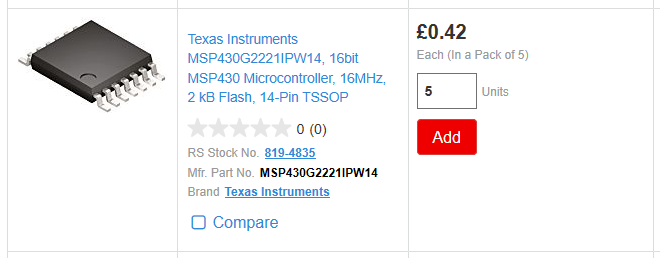 Texas Instruments
MSP430G2221IPW14, 16bit
MSP430 Microcontroller, 16MHz,
2 kB Flash, 14-Pin TSSOP
0 (0)
RS Stock No. 819-4835
Mfr. Part No. MSP430G2221IPW14
Brand Texas Instruments
Compare
£0.42
Each (In a Pack of 5)
5 Units
Add